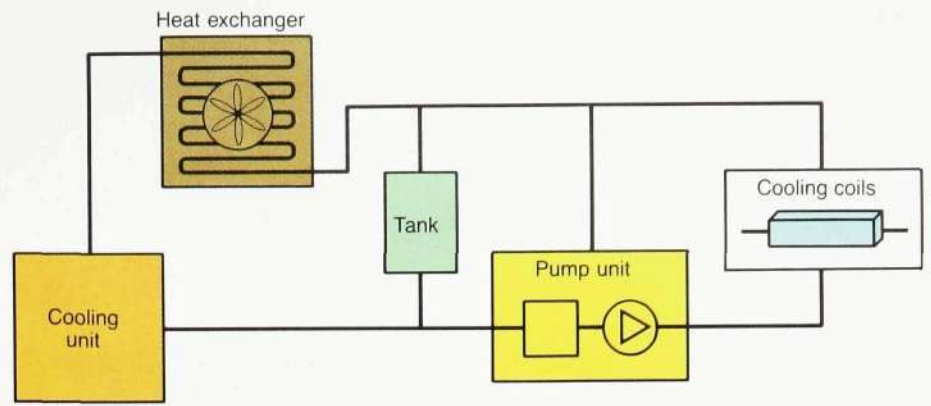 Heat exchanger
Cooling coils
Tank
Pump unit
Cooling
unit